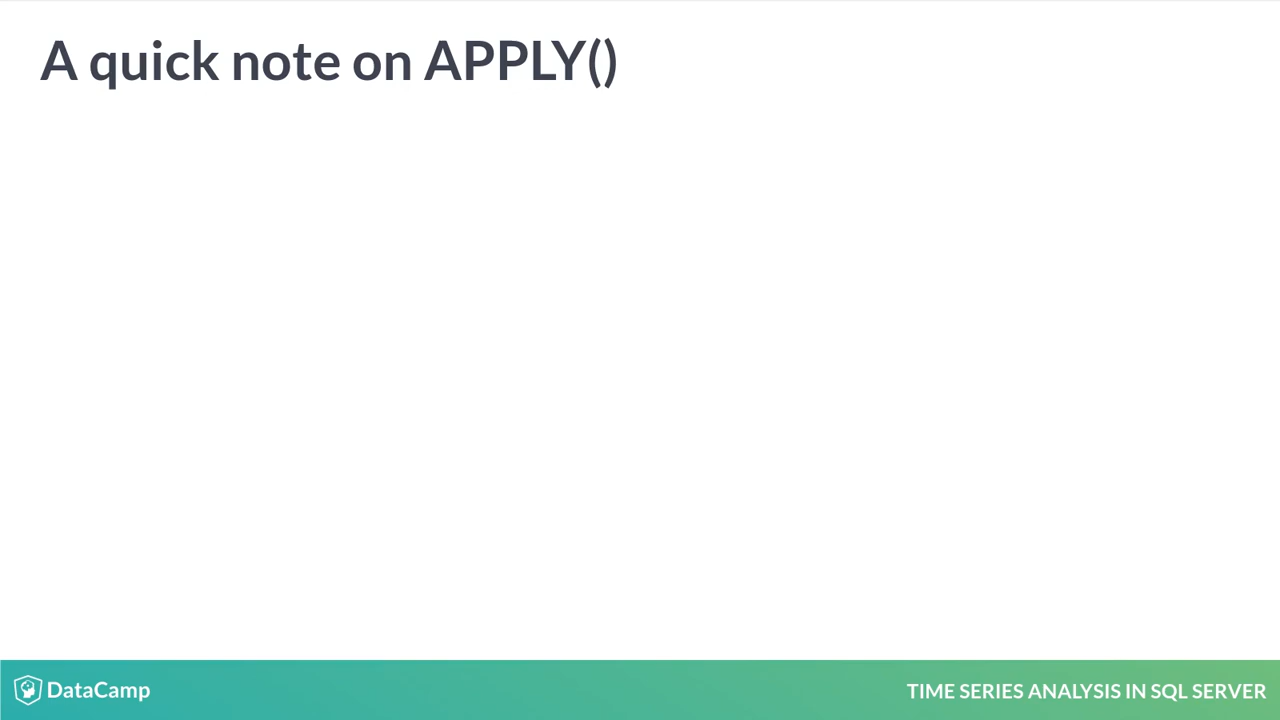 A quick note on APPLY()
DataCamp
TIME SERIES ANALYSIS IN SQL SERVER